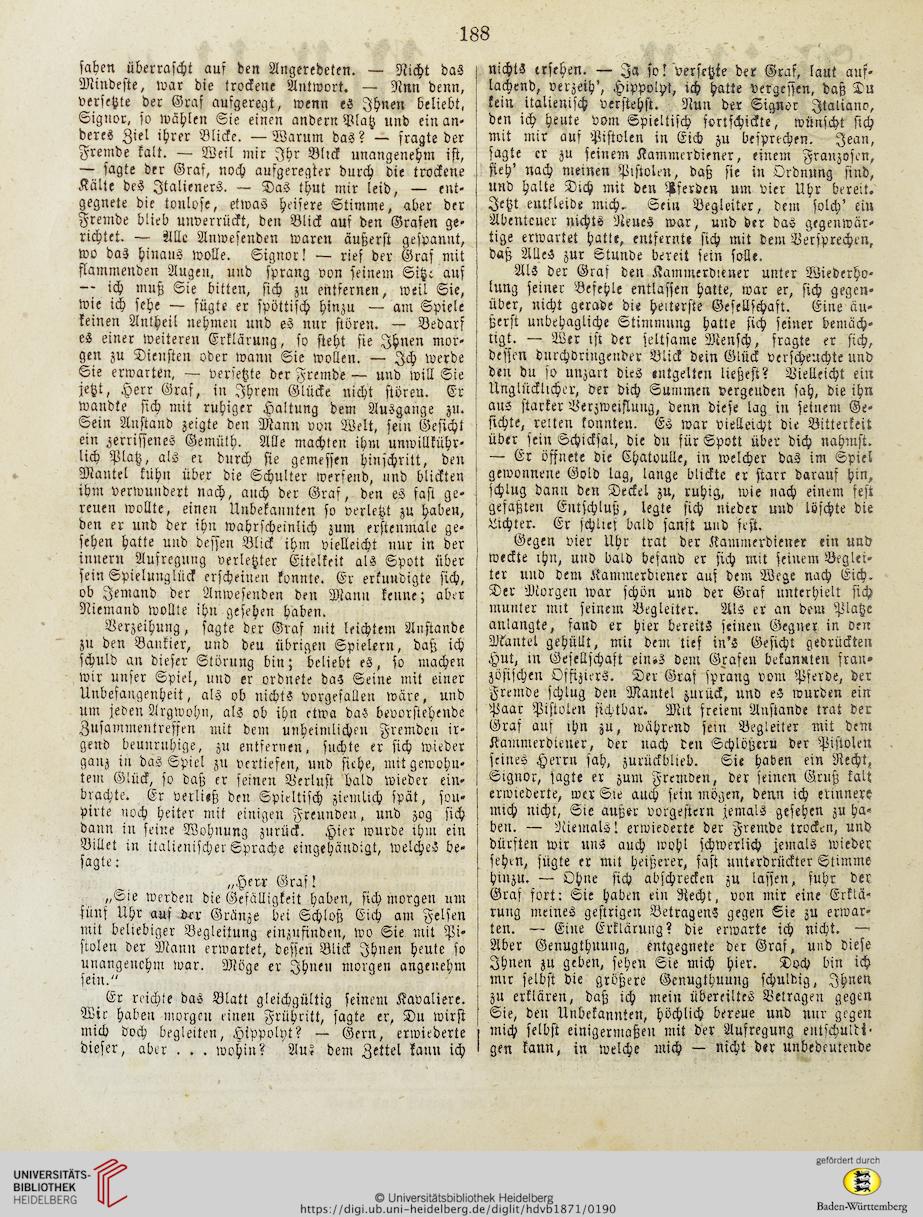 188
sahen überrascht auf den Angeredeten. — Nicht das
Mindeste, war die trockene Antwort. — Nun denn,
versetzte der Graf aufgeregt, wenn es Ihnen beliebt,
Signor, so wählen Sie einen andern Platz und ein an-
deres Ziel ihrer Blicke. — Warum das? — fragte der
Fremde kalt. — Weil mir Ihr Blick unangenehm ist,
— sagte der Graf, noch aufgeregter durch die trockene
Kälte des Italieners. — Das thut mir leid, — ent-
gegnete die tonlose, etwas heisere Stimme, aber der
Fremde blieb unverrückt, den Blick auf den Grafen ge-
richtet. — Alle Anwesenden waren äußerst gespannt,
wo das hinaus wolle. Signor! — rief der Graf mit
flammenden Augen, und sprang von seinem Sitze auf
— ich muß Sie bitten, sich zu entfernen, weil Sie,
wie ich sehe — fügte er spöttisch hinzu — am Spiele
keinen Antheil nehmen und es nur stören. — Bedarf
es einer weiteren Erklärung, so steht sie Ihnen mor-
gen zu Diensten oder wann Sie wollen. — Ich werde
Sie erwarten, — versetzte der Fremde — und will Sie
jetzt, Herr Graf, in Ihrem Glücke nicht stören. Er
wandte sich mit ruhiger Haltung dem Ausgange zu.
Sein Anstand zeigte den Mann von Welt, sein Gesicht
ein zerrissenes Gemüth. Alle machten ihm unwillkühr-
lich Platz, als er durch sie gemessen hinschritt, den
Mantel kühn über die Schulter werfend, und blickten
ihm verwundert nach, auch der Graf, den es fast ge-
reuen wollte, einen Unbekannten so verletzt zu haben,
den er und der ihn wahrscheinlich zum erstenmale ge-
sehen hatte und dessen Blick ihm vielleicht nur in der
innern Aufregung verletzter Eitelkeit als Spott über
sein Spielunglück erscheinen konnte. Er erkundigte sich,
ob Jemand der Anwesenden den Mann kenne; aber
Niemand wollte ihn gesehen haben.
Verzeihung, sagte der Graf mit leichtem Anstande
zu den Bankier, und den übrigen Spielern, daß ich
schuld an dieser Störung bin; beliebt es, so machen
wir unser Spiel, und er ordnete das Seine mit einer
Unbefangenheit, als ob nichts vorgefallen wäre, und
um jeden Argwohn, als ob ihn etwa das bevorstehende
Zusammentreffen mit dem unheimlichen Fremden ir-
gend beunruhige, zu entfernen, suchte er sich wieder
ganz in das Spiel zu vertiefen, und siehe, mit gewohn-
tem Glück, so daß er seinen Verlust bald wieder ein-
brachte. Er verließ den Spieltisch ziemlich spät, sou-
pirte noch heiter mit einigen Freunden, und zog sich
dann in seine Wohnung zurück. Hier wurde ihm ein
Billet in italienischer Sprache eingehändigt, welches be-
sagte:
„Herr Graf!
„Sie werden die Gefälligkeit haben, sich morgen um
fünf Uhr auf der Gränze bei Schloß Eich am Felsen
mit beliebiger Begleitung einzufinden, wo Sie mit Pi-
stolen der Mann erwartet, dessen Blick Ihnen heute so
unangenehm war. Möge er Ihnen morgen angenehm
sein."
Er reichte das Blatt gleichgültig seinem Kavaliere.
Wir haben morgen einen Frühritt, sagte er, Du wirst
mich doch begleiten, Hippolyt? — Gern, erwiederte
dieser, aber . . . wohin? Aus dem Zettel kann ich
nichts ersehen. — Ja so! versetzte der Graf, laut auf-
lachend, verzeih', Hippolyt, ich hatte vergessen, daß Du
kein italienisch verstehst. Nun der Signor Italiano,
den ich heute vom Spieltisch fortschickte, wünscht sich
mit mir auf Pistolen in Eich zu besprechen. Jean,
sagte er zu seinem Kammerdiener, einem Franzosen,
sieh' nach meinen Pistolen, daß sie in Ordnung sind,
und halte Dich mit den Pferden um vier Uhr bereit.
Jetzt entkleide mich. Sein Begleiter, dem solch' ein
Abenteuer nichts Neues war, und der das gegenwär-
tige erwartet hatte, entfernte sich mit dem Versprechen,
daß Alles zur Stunde bereit sein solle.
Als der Graf den Kammerdiener unter Wiederho-
lung seiner Befehle entlassen hatte, war er, sich gegen-
über, nicht gerade die heiterste Gesellschaft. Eine äu-
ßerst unbehagliche Stimmung hatte sich seiner bemäch-
tigt. — Wer ist der seltsame Mensch, fragte er sich,
dessen durchdringender Blick dein Glück verscheuchte und
den du so unzart dies entgelten ließest? Vielleicht ein
Unglücklicher, der dich Summen vergeuden sah, die ihn
aus starker Verzweiflung, denn diese lag in seinem Ge-
sichte, retten konnten. Es war vielleicht die Bitterkeit
über sein Schicksal, die du für Spott über dich nahmst.
— Er öffnete die Chatoulle, in welcher das im Spiel
gewonnene Gold lag, lange blickte er starr darauf hin,
schlug dann den Deckel zu, ruhig, wie nach einem fest
gefaßten Entschluß, legte sich nieder und löschte die
Lichter. Er schlief bald sanft und fest.
Gegen vier Uhr trat der Kammerdiener ein und
weckte ihn, und bald befand er sich mit seinem Beglei-
ter und dem Kammerdiener auf dem Wege nach Eich.
Der Morgen war schön und der Graf unterhielt sich
munter mit seinem Begleiter. Als er an dem Platze
anlangte, fand er hier bereits seinen Gegner in den
Mantel gehüllt, mit dem tief in's Gesicht gedrückten
Hut, in Gesellschaft eines dem Grafen bekannten fran-
zösischen Offiziers. Der Graf sprang vom Pferde, der
Fremde schlug den Mantel zurück, und es wurden ein
Paar Pistolen sichtbar. Mit freiem Anstande trat der
Graf auf ihn zu, während sein Begleiter mit dem
Kammerdiener, der nach den Schlößern der Pistolen
seines Herrn sah, zurückblieb. Sie haben ein Recht,
Signor, sagte er zum Fremden, der seinen Gruß kalt
erwiederte, wer Sie auch sein mögen, denn ich erinnere
mich nicht, Sie außer vorgestern jemals gesehen zu ha-
ben. — Niemals! erwiederte der Fremde trocken, und
dürften wir uns auch wohl schwerlich jemals wieder
sehen, fügte er mit heißerer, fast unterdrückter Stimme
hinzu. — Ohne sich abschrecken zu lassen, fuhr der
Graf fort: Sie haben ein Recht, von mir eine Erklä-
rung meines gestrigen Betragens gegen Sie zu erwar-
ten. — Eine Erklärung? die erwarte ich nicht. —
Aber Genugthuung, entgegnete der Graf, und diese
Ihnen zu geben, sehen Sie mich hier. Doch bin ich
mir selbst die größere Genugthuung schuldig, Ihnen
zu erklären, daß ich mein übereiltes Betragen gegen
Sie, den Unbekannten, höchlich bereue und nur gegen
mich selbst einigermaßen mit der Aufregung entschuldi-
gen kann, in welche mich — nicht der unbedeutende
UNIVERSITÄTS-
BIBLIOTHEK
HEIDELBERG
© Universitätsbibliothek Heidelberg
https://digi.ub.uni-heidelberg.de/diglit/hdvb1871/0190
gefördert durch
Baden-Württemberg